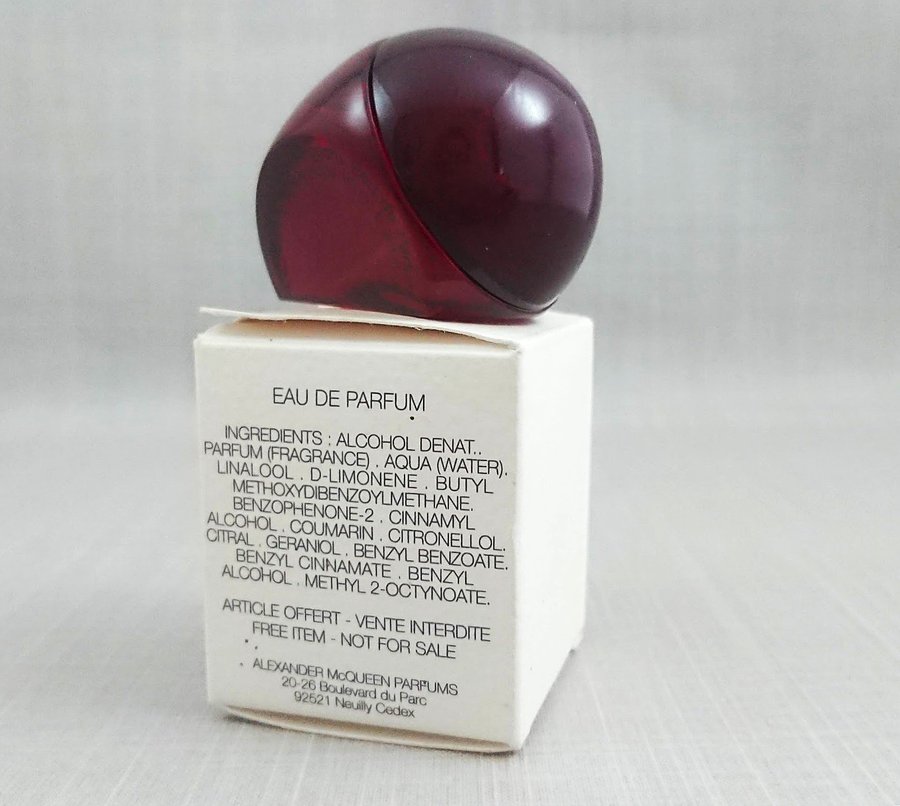 EAU DE PARFUM
INGREDIENTS : ALCOHOL DENAT..
PARFUM (FRAGRANCE) . AQUA (WATER).
LINALOOL . D-LIMONENE . BUTYL
METHOXYDIBENZOYLMETHANE.
BENZOPHENONE-2 . CINNAMYL
ALCOHOL . COUMARIN . CITRONELLOL.
CITRAL . GERANIOL . BENZYL BENZOATE.
BENZYL CINNAMATE . BENZYL
ALCOHOL . METHYL 2-OCTYNOATE.
ARTICLE OFFERT - VENTE INTERDITE
FREE ITEM - NOT FOR SALE
ALEXANDER McQUEEN PARFUMS
20-26 Boulevard du Parc
92521 Neuilly Cedex